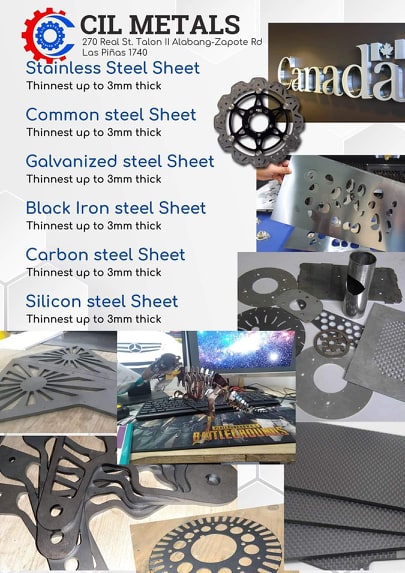 CIL METALS
270 Real St. Talon II Alabang-Zapote Rd
Las Piñas 1740
Stainless Steel Sheet
Thinnest up to 3mm thick
Common steel Sheet
Thinnest up to 3mm thick
Galvanized steel Sheet
Thinnest up to 3mm thick
Black Iron steel Sheet
Thinnest up to 3mm thick
Carbon steel Sheet
Thinnest up to 3mm thick
Silicon steel Sheet
Thinnest up to 3mm thick
Canada
BATTLEGROUNDS